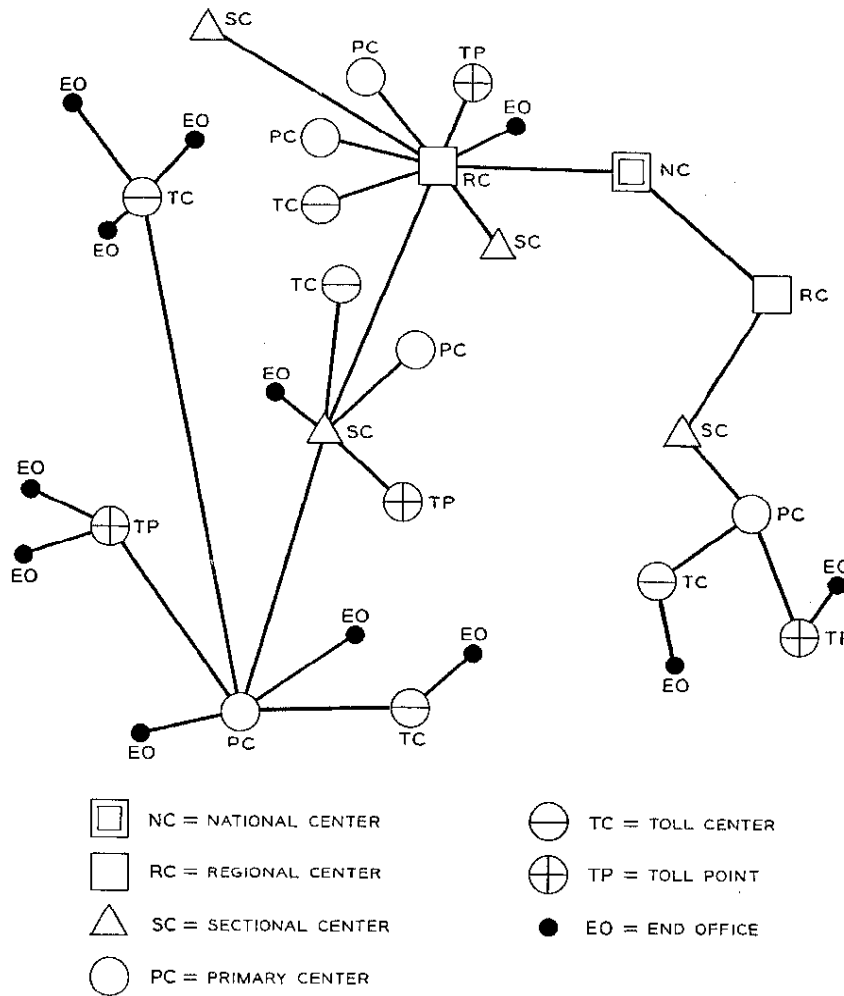 SC
PC
TP
EO
EO
EO
PC
RC
NC
TC
TC
EO
SC
TC
RC
PC
EO
SC
SC
EO
TP
TP
PC
EO
TC
EO
EO
EO
EO
EO
PC
TC
NC = NATIONAL CENTER
TC = TOLL CENTER
RC = REGIONAL CENTER
TP = TOLL POINT
SC = SECTIONAL CENTER
EO = END OFFICE
PC = PRIMARY CENTER